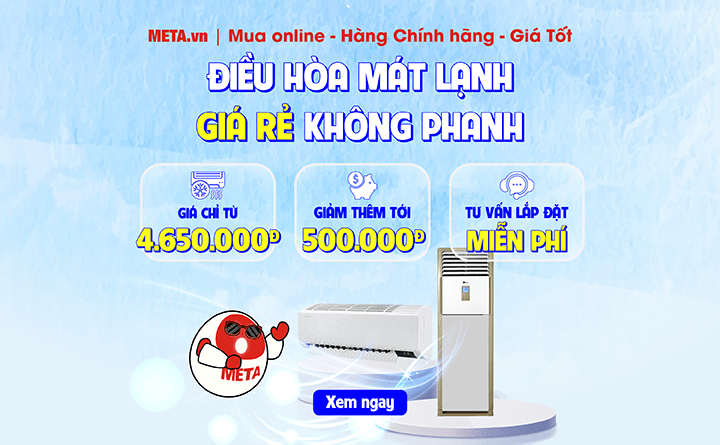 META.vn | Mua online - Hàng Chính hãng - Giá Tốt
ĐIỀU HÒA MÁT LẠNH
GIÁ RẺ KHÔNG PHANH
GIÁ CHỈ TỪ
4.650.000Đ
GIẢM THÊM TỚI
500.000Đ
TƯ VẤN LẮP ĐẶT
MIỄN PHÍ
META
Xem ngay